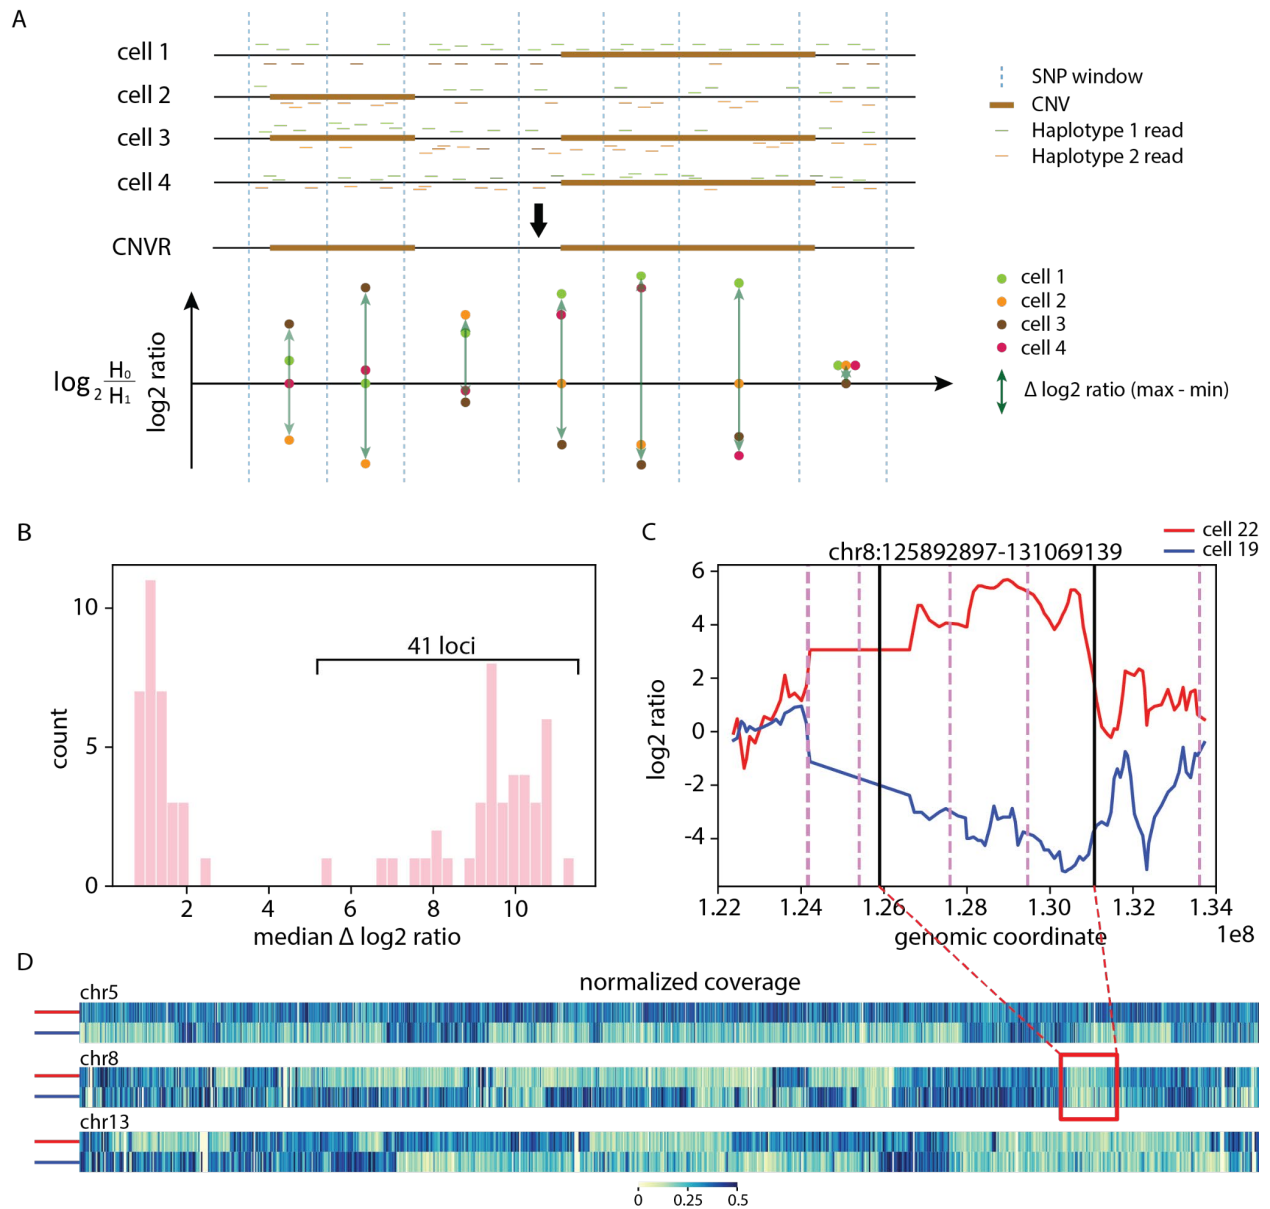 A
cell 1
cell 2
cell 3
cell 4
CNVR
SNP window
CNV
Haplotype 1 read
Haplotype 2 read
log2 H0/H1
log2 ratio
cell 1
cell 2
cell 3
cell 4
Δ log2 ratio (max - min)
B
41 loci
count
10
5
0
2 4 6 8 10
median Δ log2 ratio
C
cell 22
cell 19
chr8:125892897-131069139
log2 ratio
6
4
2
0
-2
-4
1.22 1.24 1.26 1.28 1.30 1.32 1.34
genomic coordinate
1e8
D
normalized coverage
chr5
chr8
chr13
0 0.25 0.5